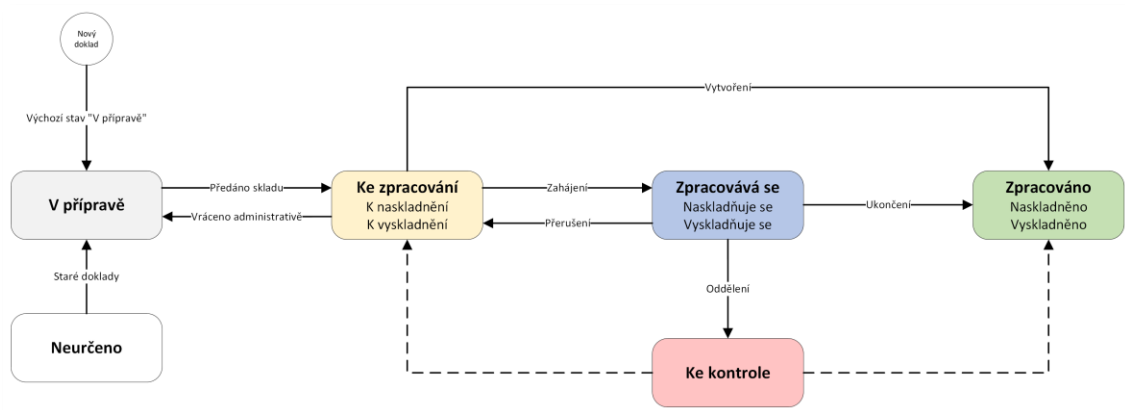 Nový
doklad
Výchozí stav "V přípravě"
Vytvoření
V přípravě
Předáno skladu
Vráceno administrativě
Ke zpracování
K naskladnění
K vyskladnění
Zahájení
Přerušení
Zpracovává se
Naskladňuje se
Vyskladňuje se
Ukončení
Zpracováno
Naskladněno
Vyskladněno
Staré doklady
Oddělení
Neurčeno
Ke kontrole